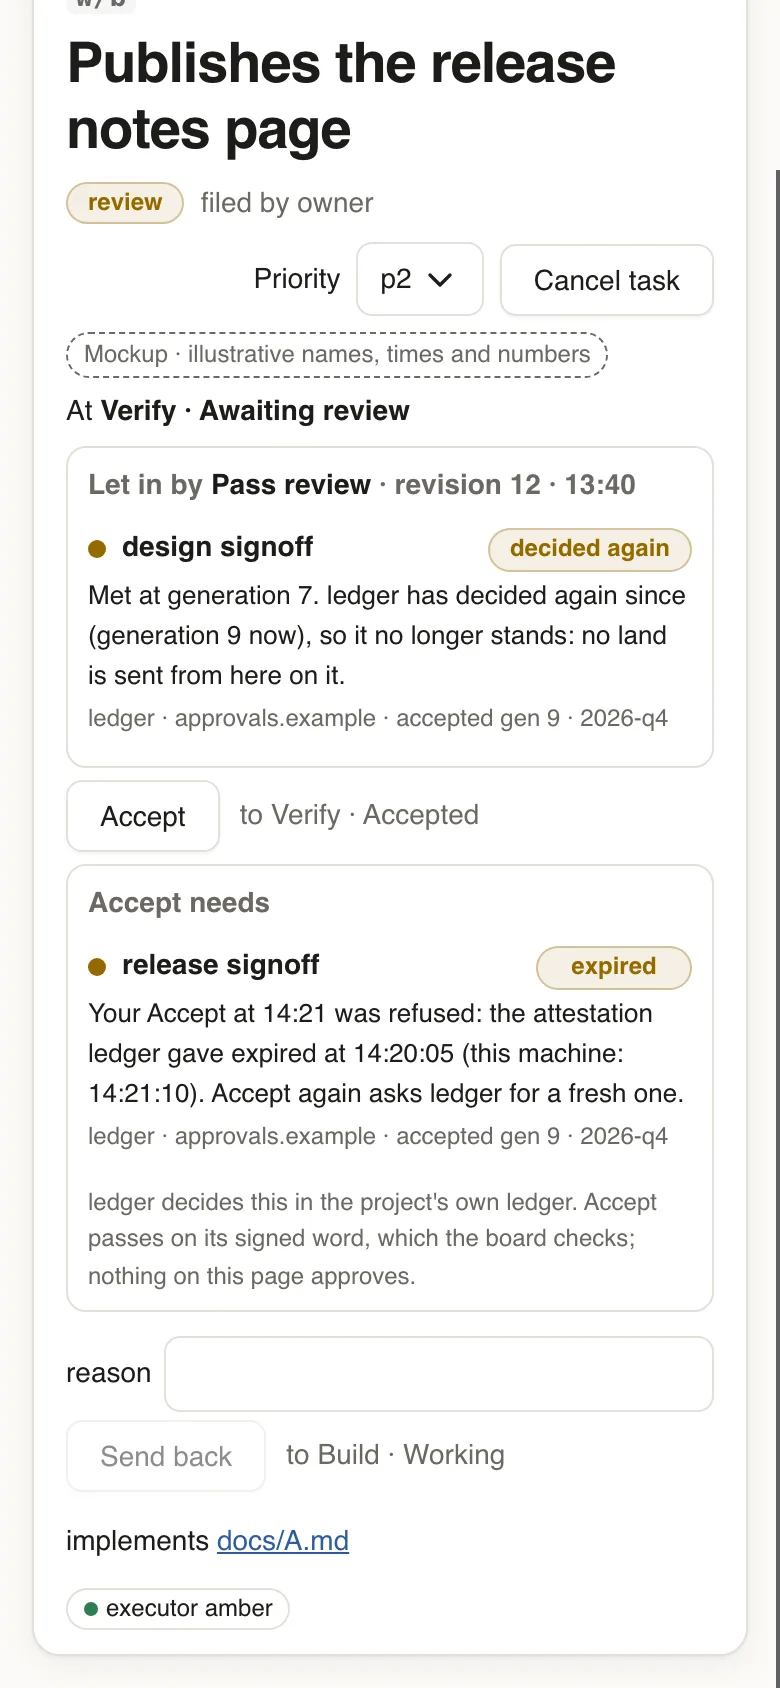 Publishes the release
notes page
review filed by owner
Priority p2 Cancel task
Mockup · illustrative names, times and numbers
At Verify · Awaiting review
Let in by Pass review · revision 12 · 13:40
design signoff decided again
Met at generation 7. ledger has decided again since
(generation 9 now), so it no longer stands: no land
is sent from here on it.
ledger · approvals.example · accepted gen 9 · 2026-q4
Accept to Verify · Accepted
Accept needs
release signoff expired
Your Accept at 14:21 was refused: the attestation
ledger gave expired at 14:20:05 (this machine:
14:21:10). Accept again asks ledger for a fresh one.
ledger · approvals.example · accepted gen 9 · 2026-q4
ledger decides this in the project's own ledger. Accept
passes on its signed word, which the board checks;
nothing on this page approves.
reason
Send back to Build · Working
implements docs/A.md
executor amber